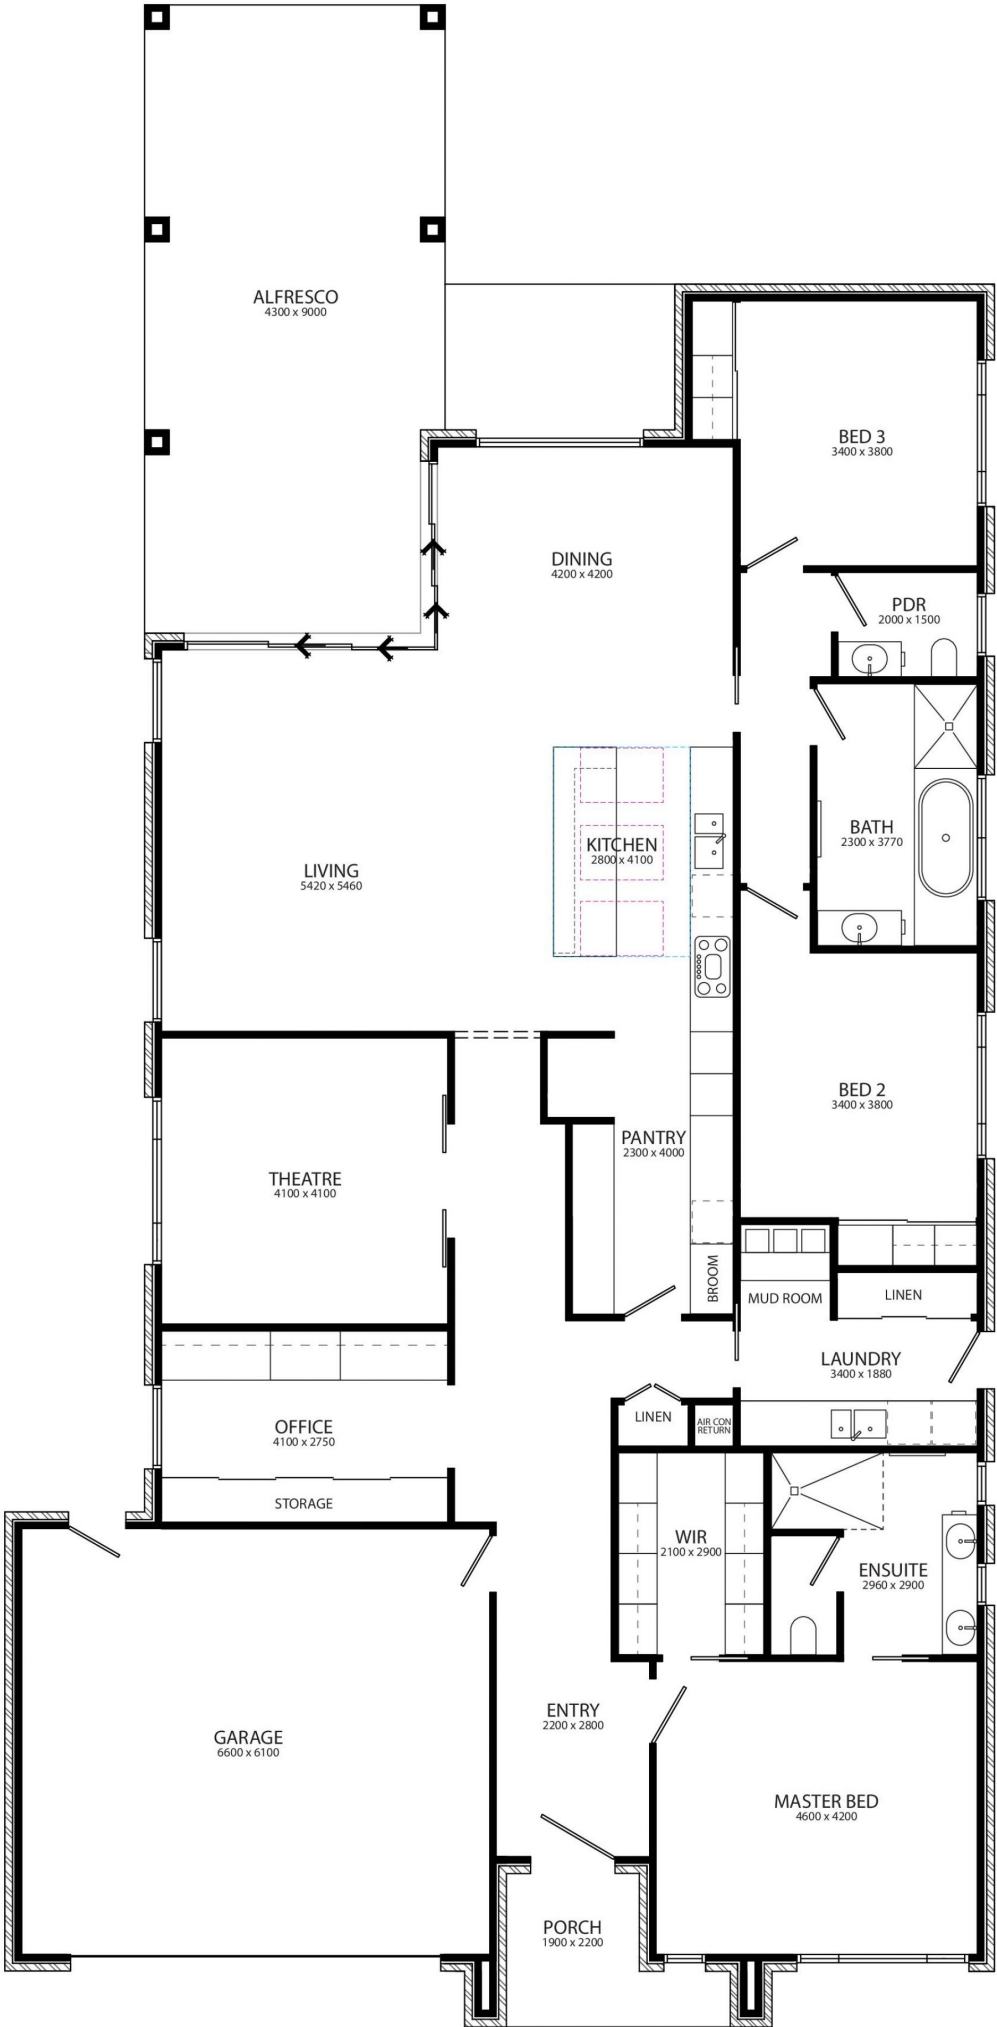 ALFRESCO
4300 x 9000
BED 3
3400 x 3800
DINING
4200 x 4200
PDR
2000 x 1500
KITCHEN
2800 x 4100
BATH
2300 x 3770
LIVING
5420 x 5460
BED 2
3400 x 3800
PANTRY
2300 x 4000
THEATRE
4100 x 4100
BROOM
MUD ROOM
LINEN
LAUNDRY
3400 x 1880
OFFICE
4100 x 2750
LINEN
AIR CON
RETURN
STORAGE
WIR
2100 x 2900
ENSUITE
2960 x 2900
ENTRY
2200 x 2800
GARAGE
6600 x 6100
MASTER BED
4600 x 4200
PORCH
1900 x 2200